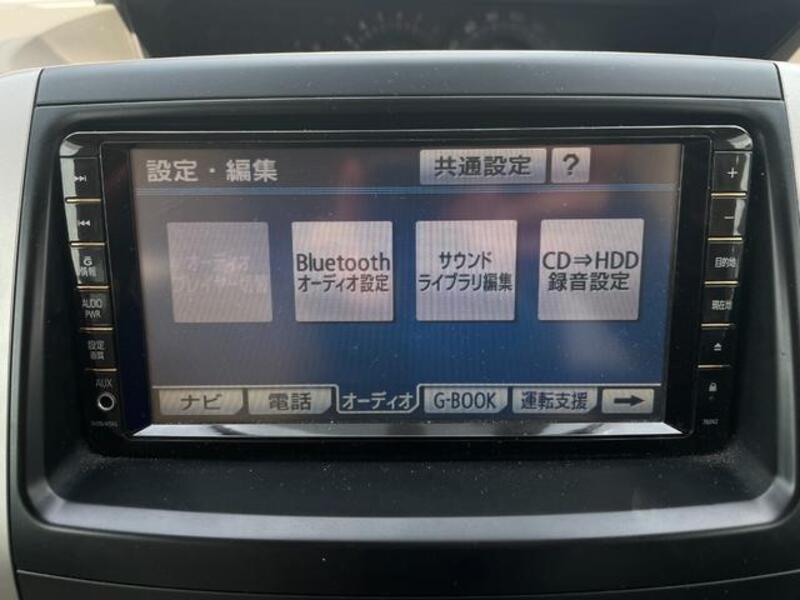 設定・編集
共通設定
?
Bluetooth
オーディオ設定
サウンド
ライブラリ編集
CD⇒HDD
録音設定
ナビ
電話
オーディオ
G-BOOK
運転支援
→
G
情報
AUDIO
PWR
設定
画質
AUX
+
−
目的地
現在地